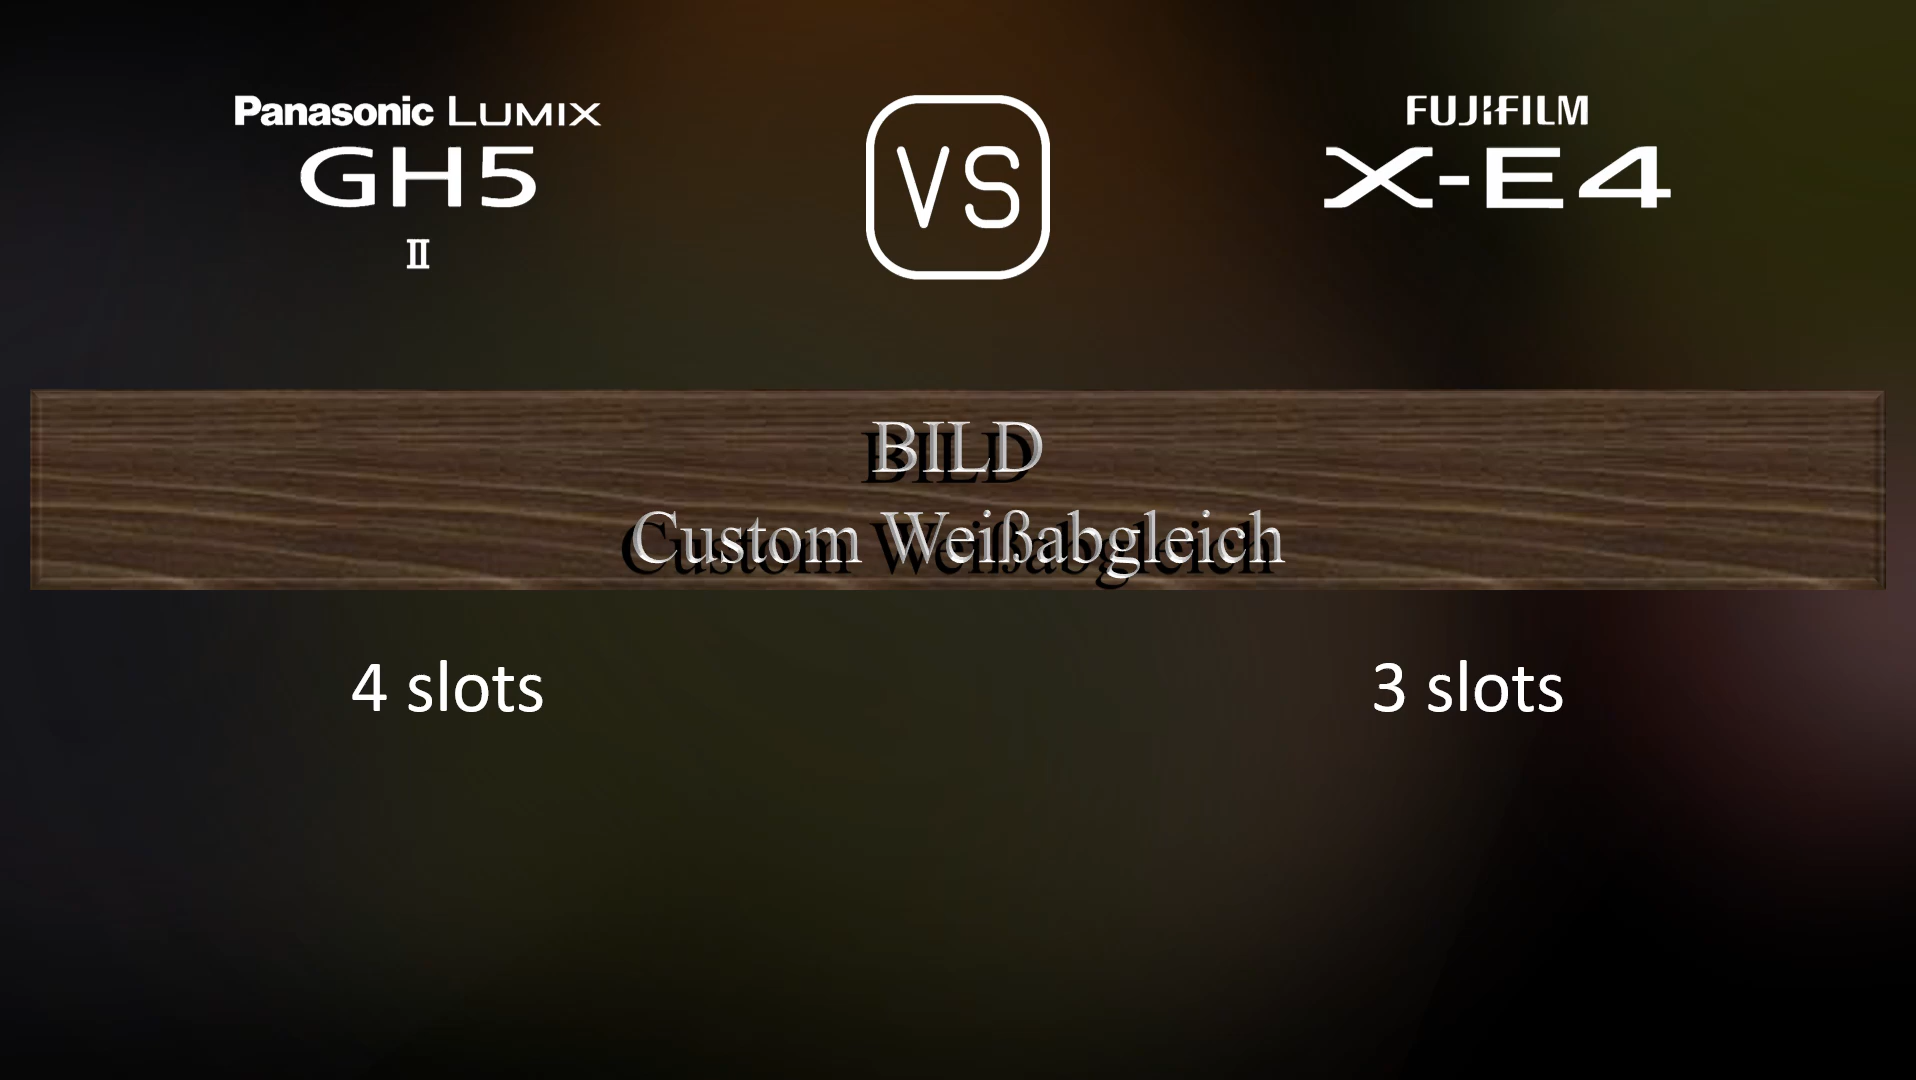 Panasonic LUMIX
GH5
II
VS
FUJIFILM
X-E4
BILD
Custom Weißabgleich
4 slots
3 slots